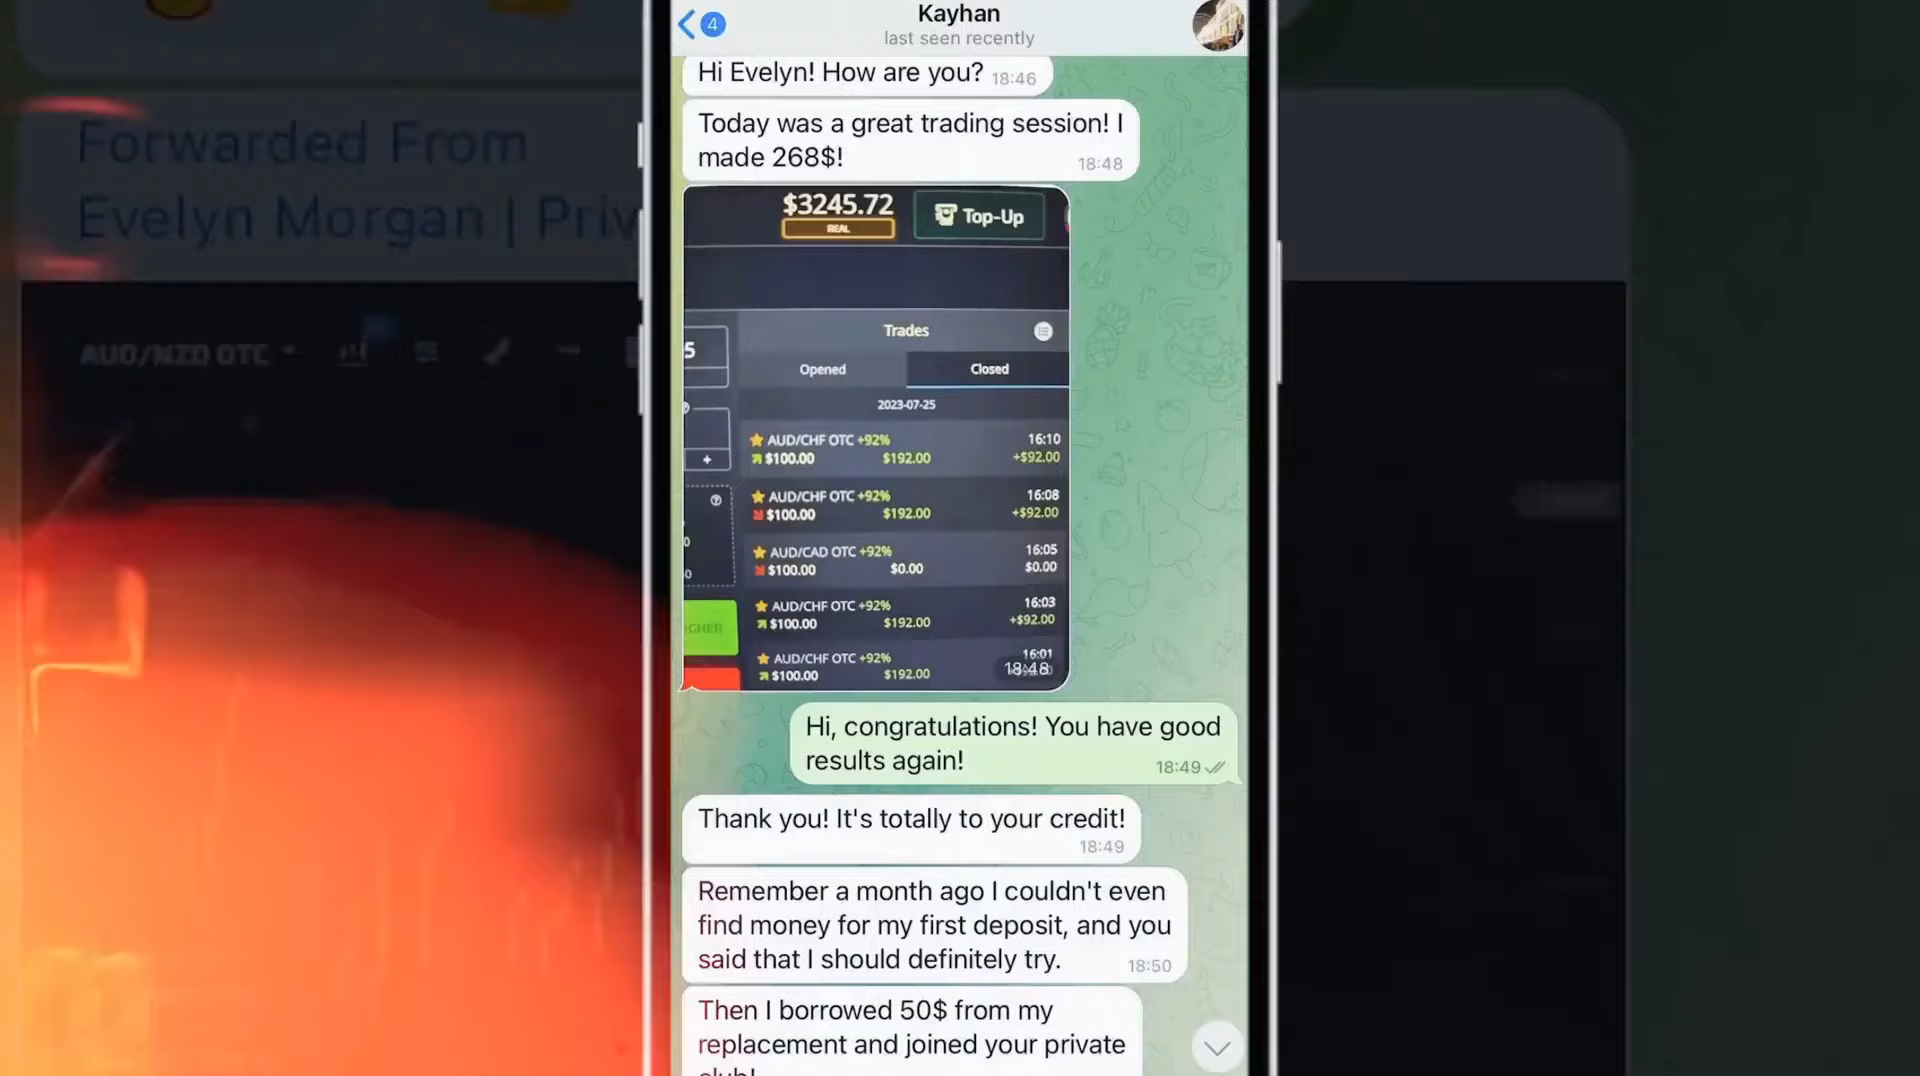 4
Kayhan
last seen recently
Hi Evelyn! How are you? 18:46
Today was a great trading session! I
made 268$! 18:48
Forwarded From
Evelyn Morgan | Priv
$3245.72
REAL
Top-Up
Trades
5
Opened Closed
2023-07-25
AUD/NZD OTC
AUD/CHF OTC +92% 16:10
$100.00 $192.00 +$92.00
+
AUD/CHF OTC +92% 16:08
$100.00 $192.00 +$92.00
AUD/CAD OTC +92% 16:05
$100.00 $0.00 $0.00
AUD/CHF OTC +92% 16:03
$100.00 $192.00 +$92.00
GHER
AUD/CHF OTC +92% 16:01
$100.00 $192.00
18:48
Hi, congratulations! You have good
results again! 18:49
Thank you! It's totally to your credit!
18:49
Remember a month ago I couldn't even
find money for my first deposit, and you
said that I should definitely try. 18:50
Then I borrowed 50$ from my
replacement and joined your private
club!